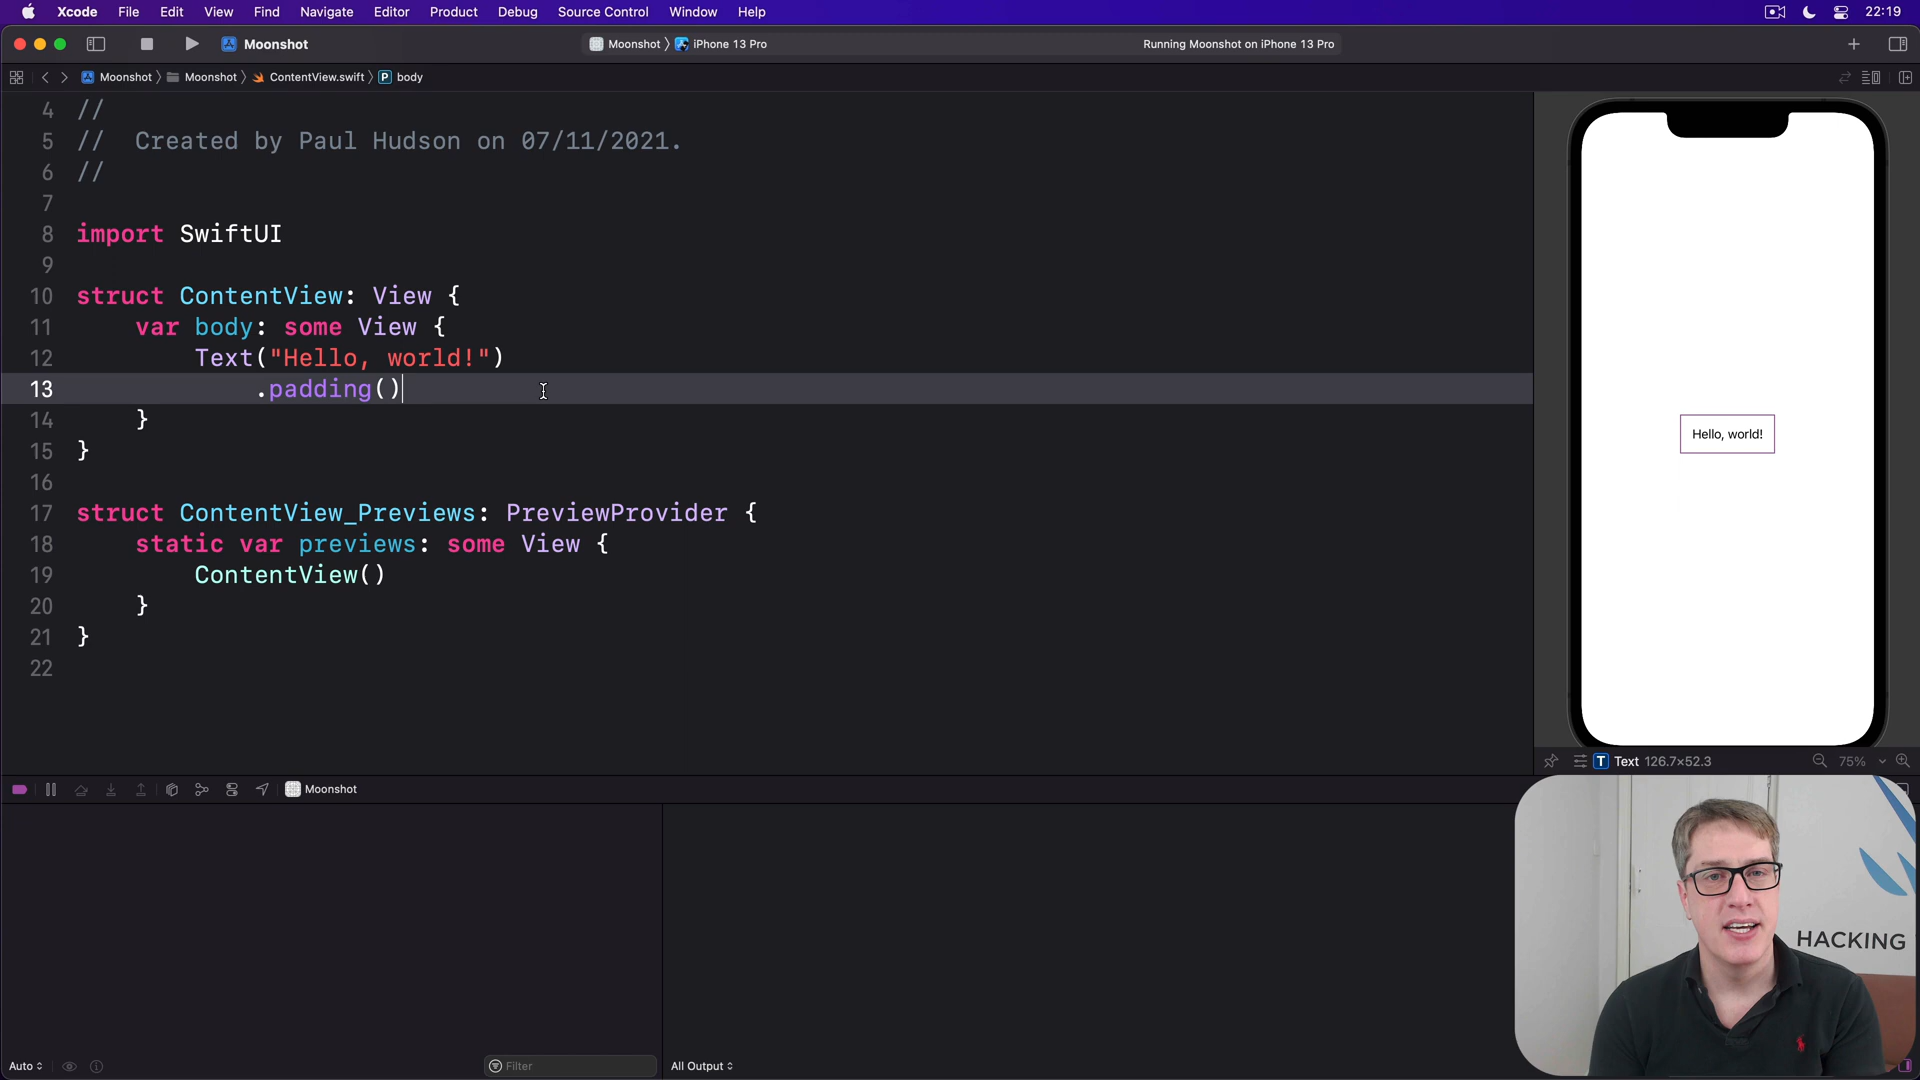 Xcode File Edit View Find Navigate Editor Product Debug Source Control Window Help 22:19
Moonshot Moonshot iPhone 13 Pro Running Moonshot on iPhone 13 Pro
Moonshot Moonshot ContentView.swift P body
4 //
5 // Created by Paul Hudson on 07/11/2021.
6 //
7
8 import SwiftUI
9
10 struct ContentView: View {
11 var body: some View {
12 Text("Hello, world!")
13 .padding()
14 }
15 }
16
17 struct ContentView_Previews: PreviewProvider {
18 static var previews: some View {
19 ContentView()
20 }
21 }
22
Hello, world!
T Text 126.7×52.3 75%
Moonshot
HACKING
Auto Filter All Output